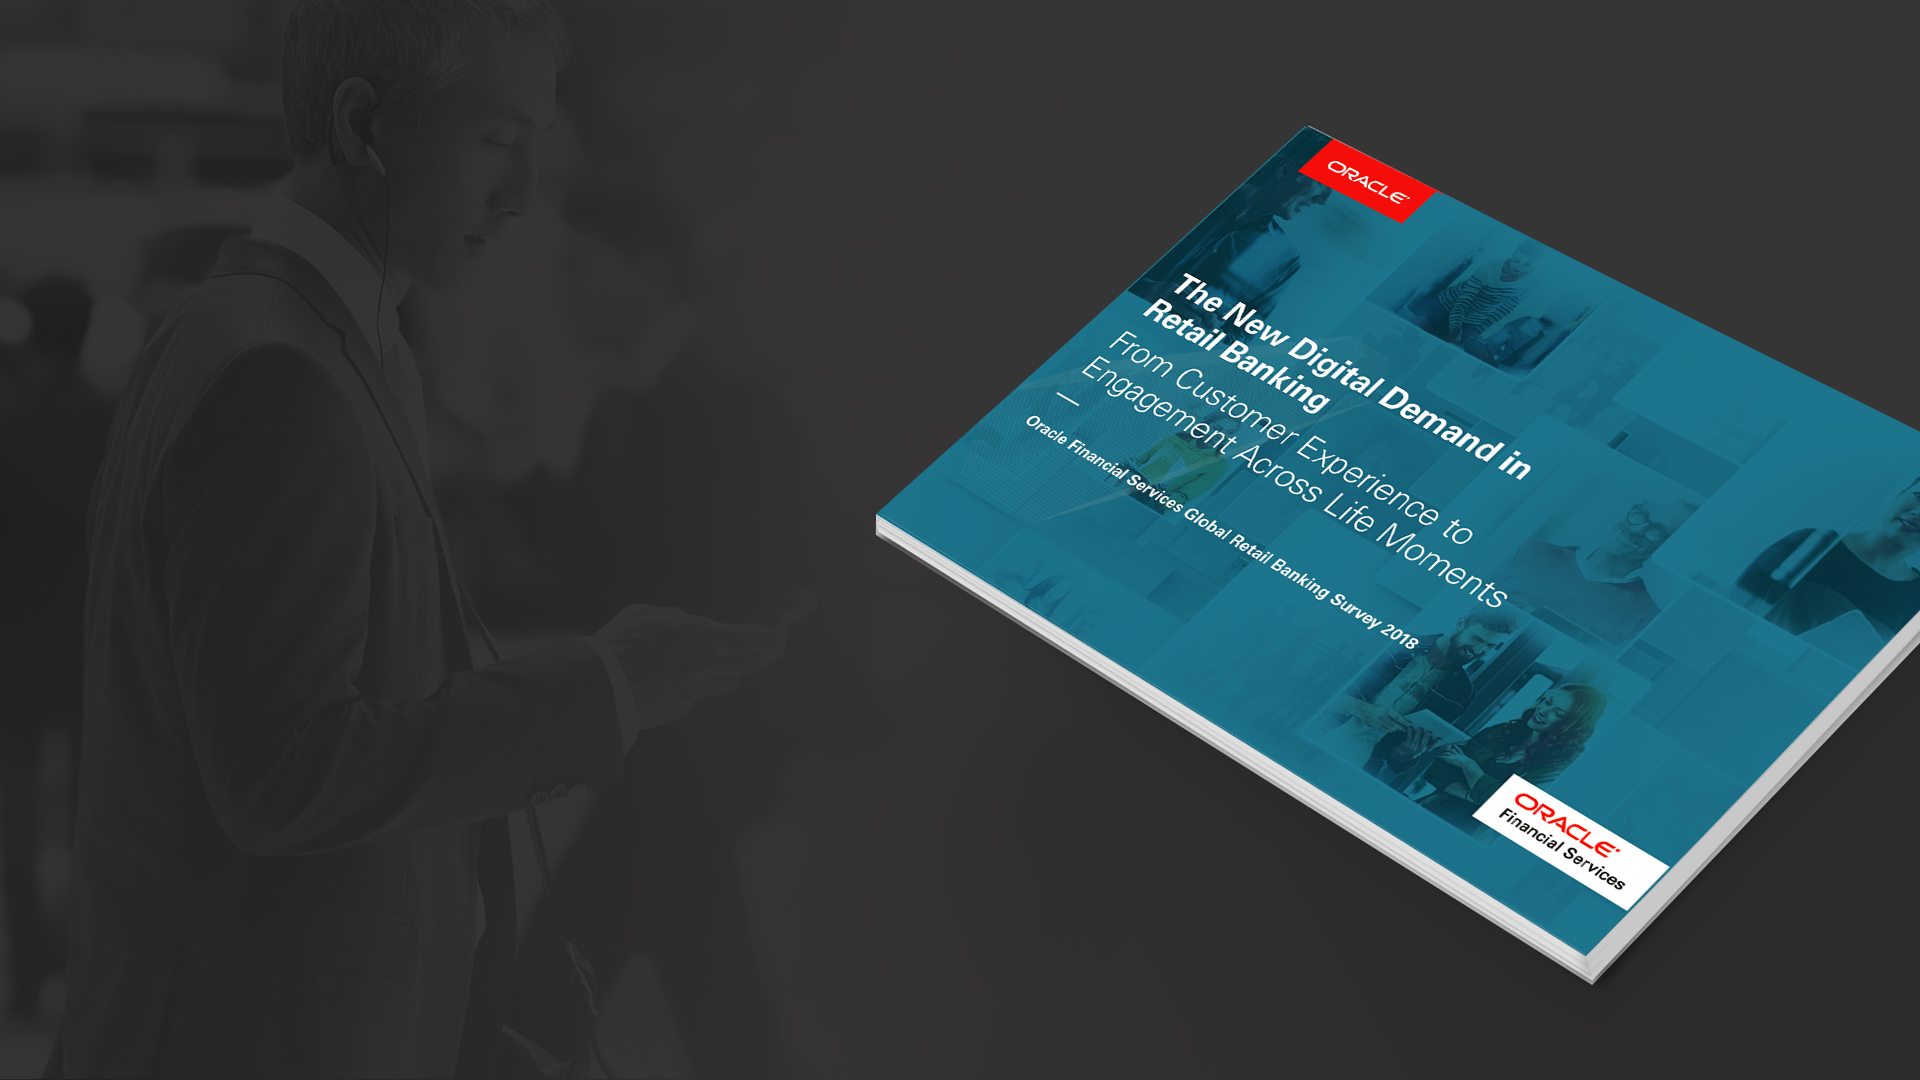 ORACLE
The New Digital Demand in
Retail Banking
From Customer Experience to
Engagement Across Life Moments
Oracle Financial Services Global Retail Banking Survey 2018
ORACLE
Financial Services